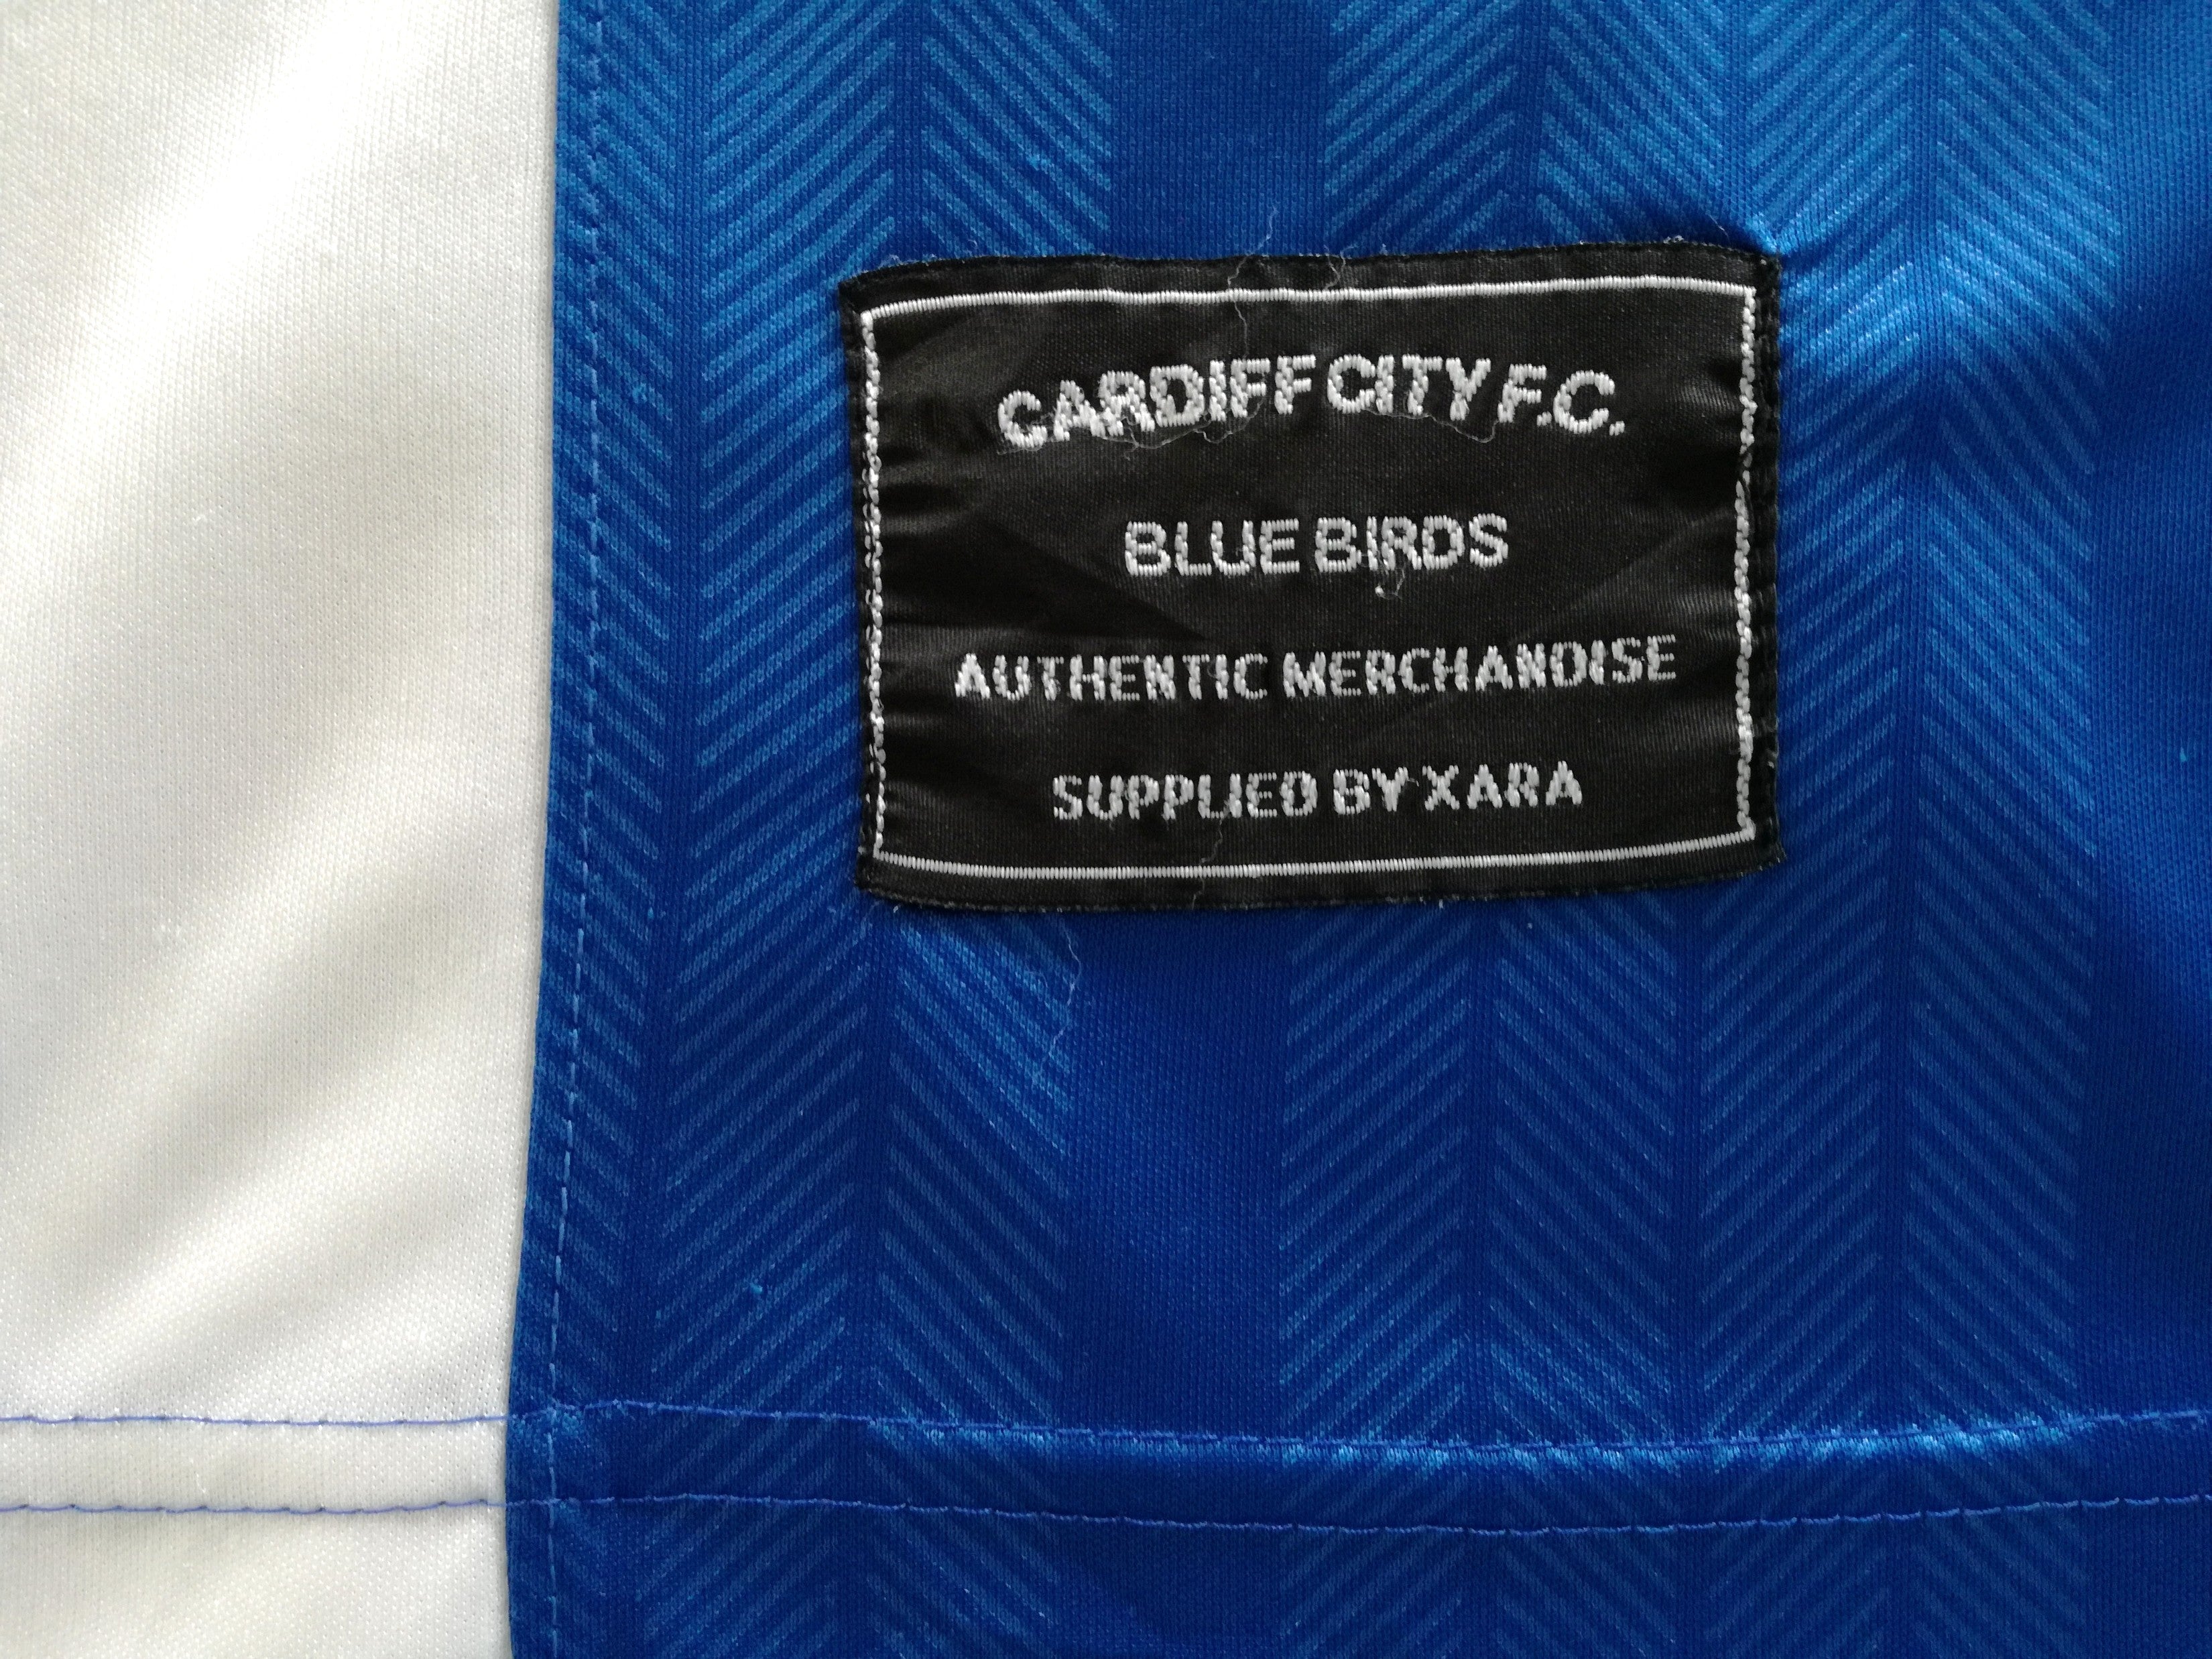 CARDIFF CITY F.C.
BLUE BIRDS
AUTHENTIC MERCHANDISE
SUPPLIED BY XARA